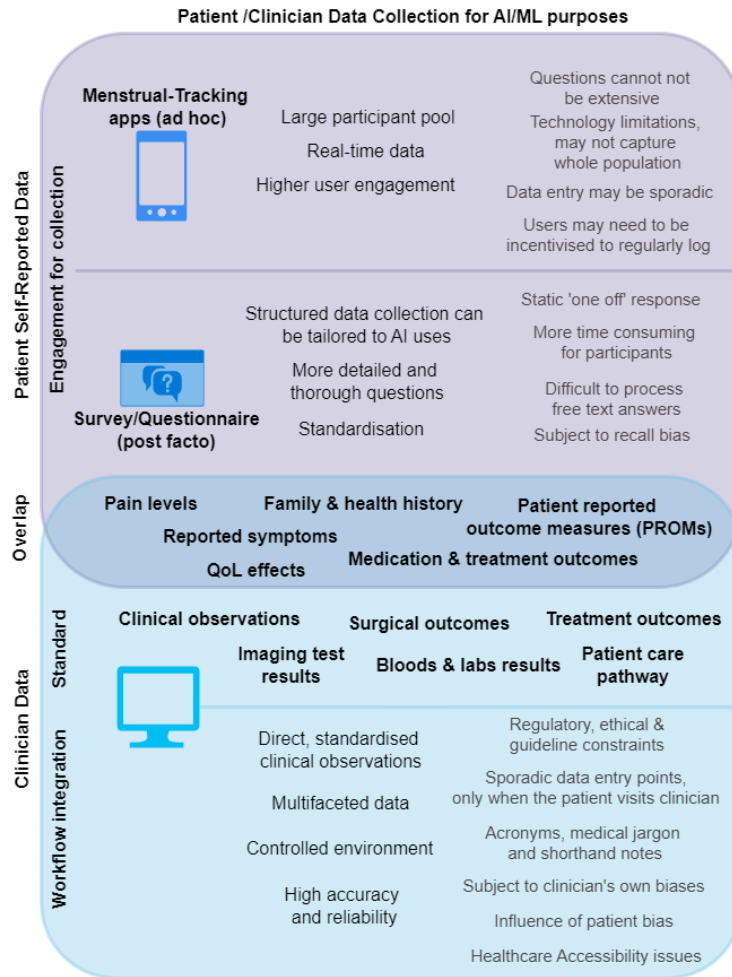 Patient /Clinician Data Collection for AI/ML purposes
Patient Self-Reported Data
Engagement for collection
Menstrual-Tracking
apps (ad hoc)
Large participant pool
Real-time data
Higher user engagement
Questions cannot not
be extensive
Technology limitations,
may not capture
whole population
Data entry may be sporadic
Users may need to be
incentivised to regularly log
Survey/Questionnaire
(post facto)
Structured data collection can
be tailored to AI uses
More detailed and
thorough questions
Standardisation
Static 'one off' response
More time consuming
for participants
Difficult to process
free text answers
Subject to recall bias
Overlap
Pain levels
Family & health history
Patient reported
outcome measures (PROMs)
Reported symptoms
Medication & treatment outcomes
QoL effects
Clinician Data
Standard
Clinical observations
Surgical outcomes
Treatment outcomes
Imaging test
results
Bloods & labs results
Patient care
pathway
Workflow integration
Direct, standardised
clinical observations
Multifaceted data
Controlled environment
High accuracy
and reliability
Regulatory, ethical &
guideline constraints
Sporadic data entry points,
only when the patient visits clinician
Acronyms, medical jargon
and shorthand notes
Subject to clinician's own biases
Influence of patient bias
Healthcare Accessibility issues